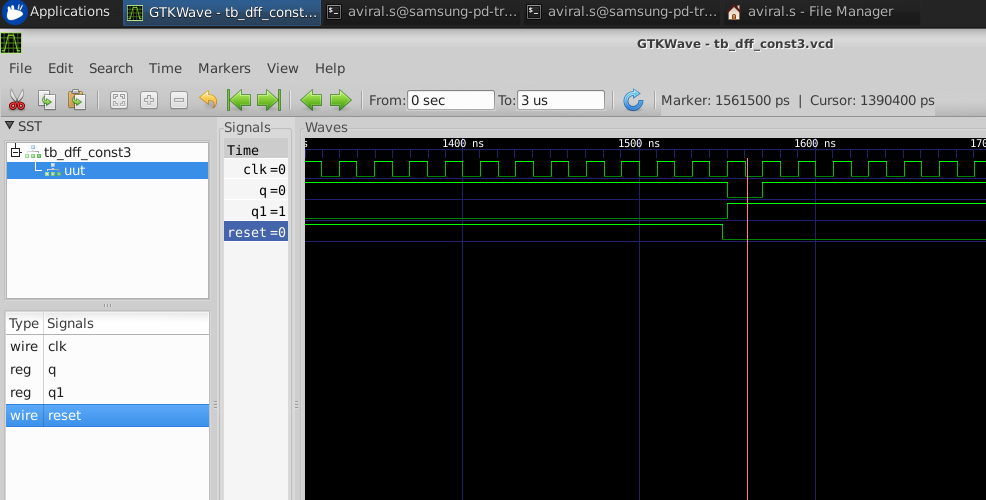 Applications
GTKWave - tb_dff_const...
aviral.s@samsung-pd-tr...
aviral.s@samsung-pd-tr...
aviral.s - File Manager
GTKWave - tb_dff_const3.vcd
File Edit Search Time Markers View Help
From: 0 sec To: 3 us Marker: 1561500 ps | Cursor: 1390400 ps
SST
tb_dff_const3
uut
Type Signals
wire clk
reg q
reg q1
wire reset
Signals
Time
clk=0
q=0
q1=1
reset=0
Waves
s 1400 ns 1500 ns 1600 ns 170